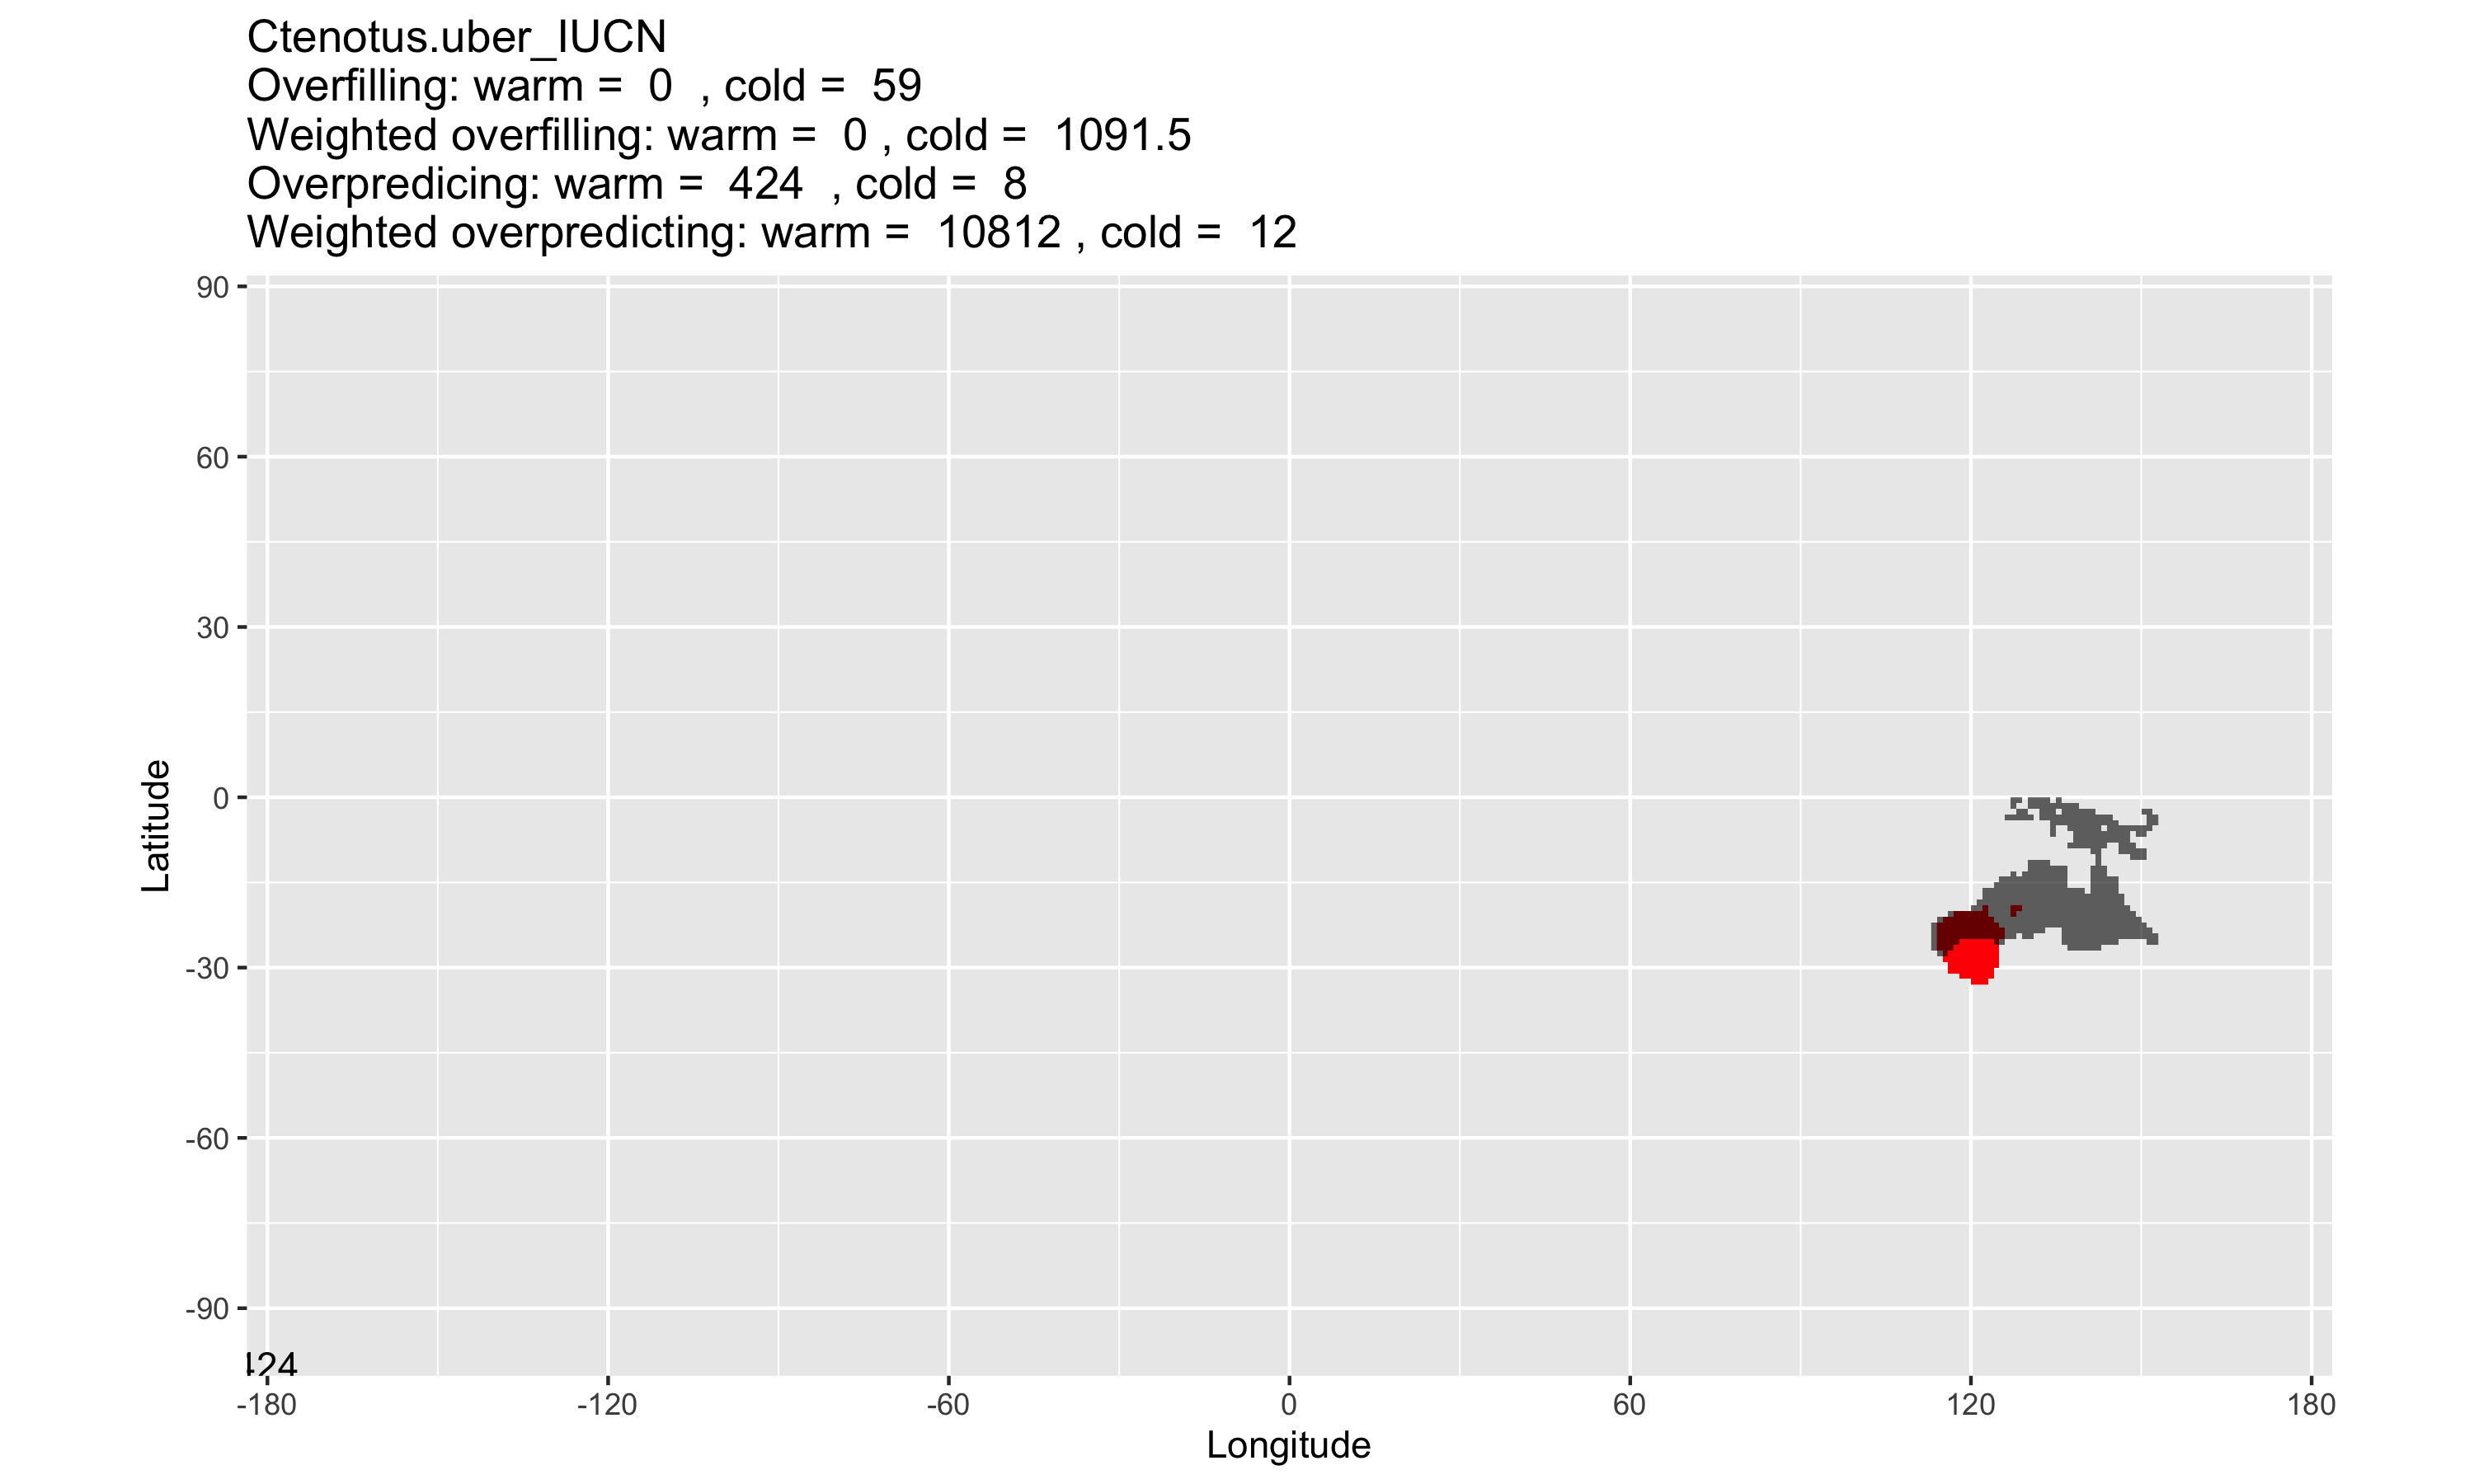 Ctenotus.uber_IUCN
Overfilling: warm =  0  , cold =  59
Weighted overfilling: warm =  0 , cold =  1091.5
Overpredicing: warm =  424  , cold =  8
Weighted overpredicting: warm =  10812 , cold =  12
90
60
30
0
-30
-60
-90
Latitude
424
-180
-120
-60
0
60
120
180
Longitude